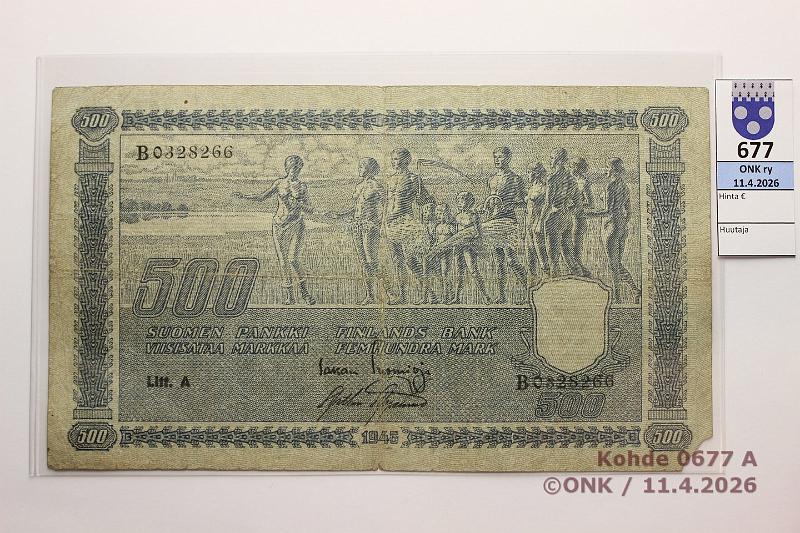 500
500
B0328266
500
SUOMEN PANKKI FINLANDS BANK
VIISISATAA MARKKAA FEMHUNDRA MARK
Litt. A
B0328266
500
500
1945
500
677
ONK ry
11.4.2026
Hinta €
Huutaja
Kohde 0677 A
©ONK / 11.4.2026